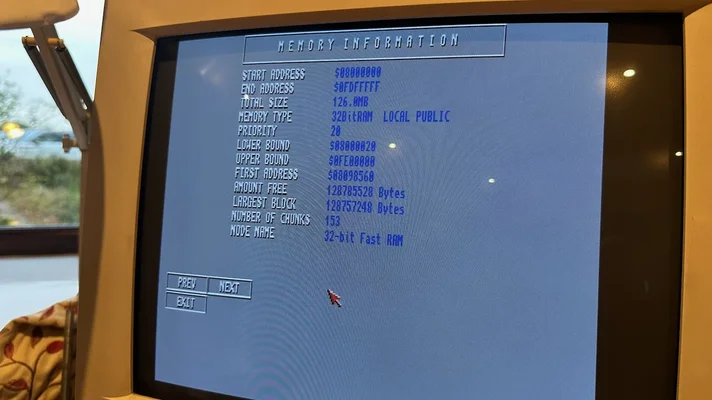 MEMORY INFORMATION
START ADDRESS $08000000
END ADDRESS $0FDFFFFF
TOTAL SIZE 126.0MB
MEMORY TYPE 32BitRAM LOCAL PUBLIC
PRIORITY 20
LOWER BOUND $08000020
UPPER BOUND $0FE00000
FIRST ADDRESS $08098560
AMOUNT FREE 128785528 Bytes
LARGEST BLOCK 128757248 Bytes
NUMBER OF CHUNKS 153
NODE NAME 32-bit Fast RAM
PREV NEXT
EXIT